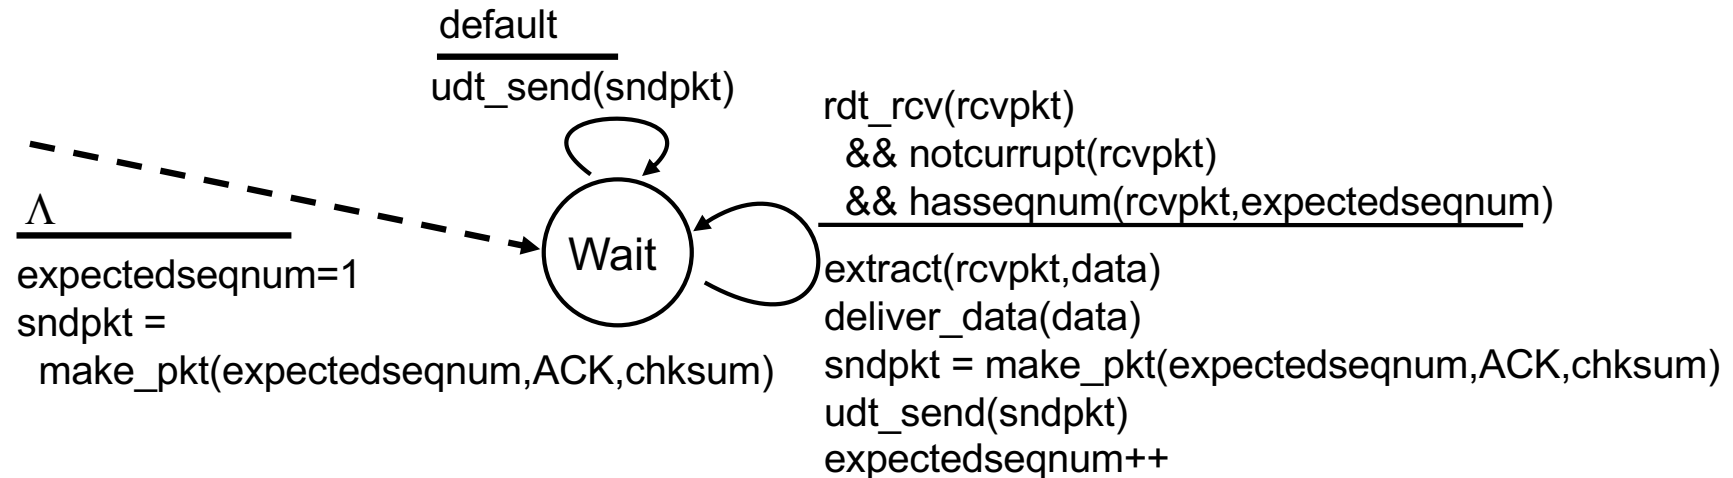 default
udt_send(sndpkt)
Λ
expectedseqnum=1
sndpkt =
make_pkt(expectedseqnum,ACK,chksum)
Wait
rdt_rcv(rcvpkt)
&& notcurrupt(rcvpkt)
&& hasseqnum(rcvpkt,expectedseqnum)
extract(rcvpkt,data)
deliver_data(data)
sndpkt = make_pkt(expectedseqnum,ACK,chksum)
udt_send(sndpkt)
expectedseqnum++